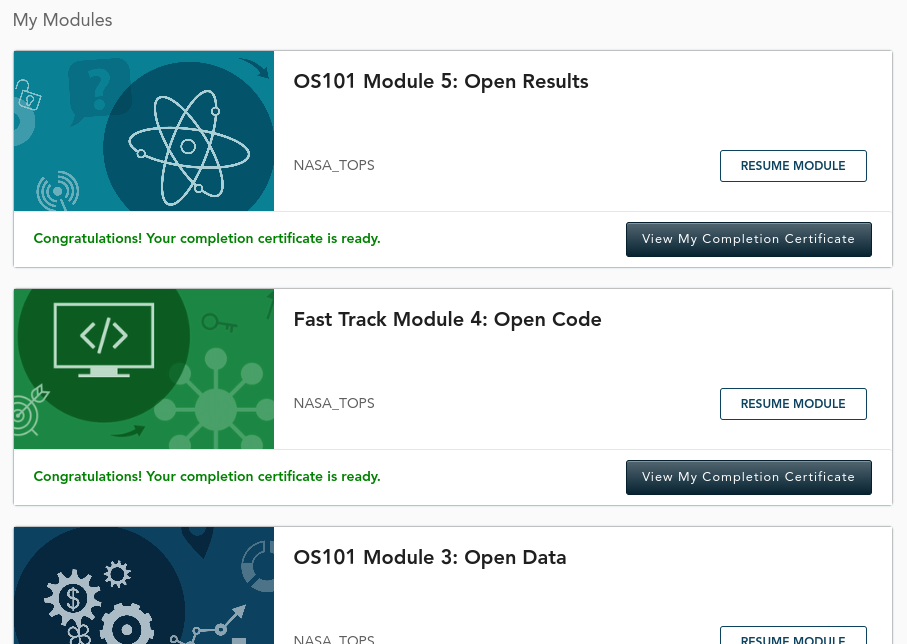 My Modules
OS101 Module 5: Open Results
NASA_TOPS
RESUME MODULE
Congratulations! Your completion certificate is ready.
View My Completion Certificate
Fast Track Module 4: Open Code
NASA_TOPS
RESUME MODULE
Congratulations! Your completion certificate is ready.
View My Completion Certificate
OS101 Module 3: Open Data
NASA_TOPS
RESUME MODULE